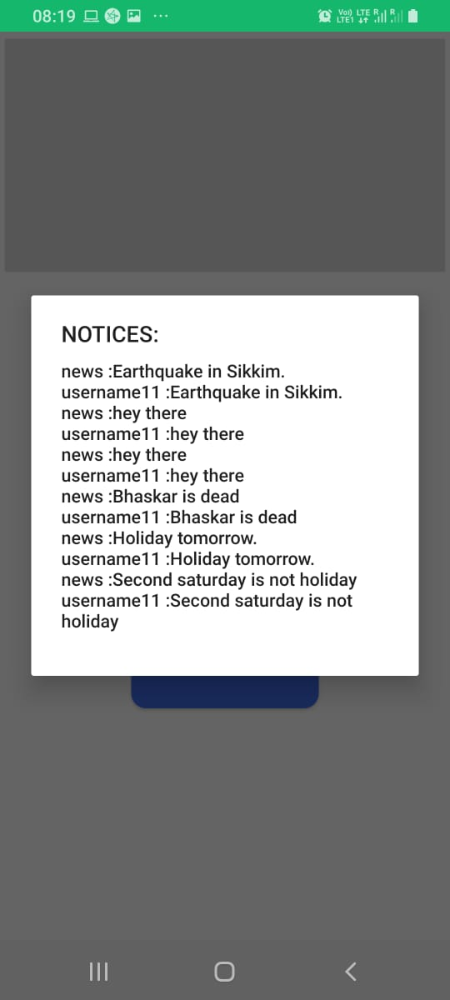 08:19
Vo)) LTE R R
LTE1
NOTICES:
news :Earthquake in Sikkim.
username11 :Earthquake in Sikkim.
news :hey there
username11 :hey there
news :hey there
username11 :hey there
news :Bhaskar is dead
username11 :Bhaskar is dead
news :Holiday tomorrow.
username11 :Holiday tomorrow.
news :Second saturday is not holiday
username11 :Second saturday is not
holiday